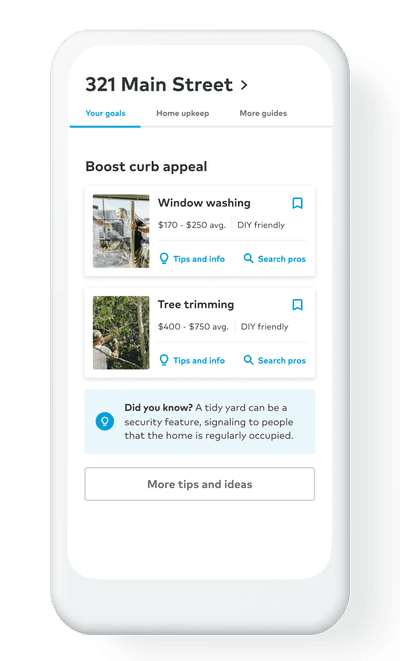 321 Main Street >
Your goals Home upkeep More guides
Boost curb appeal
Window washing
$170 - $250 avg. DIY friendly
Tips and info Search pros
Tree trimming
$400 - $750 avg. DIY friendly
Tips and info Search pros
Did you know? A tidy yard can be a
security feature, signaling to people
that the home is regularly occupied.
More tips and ideas